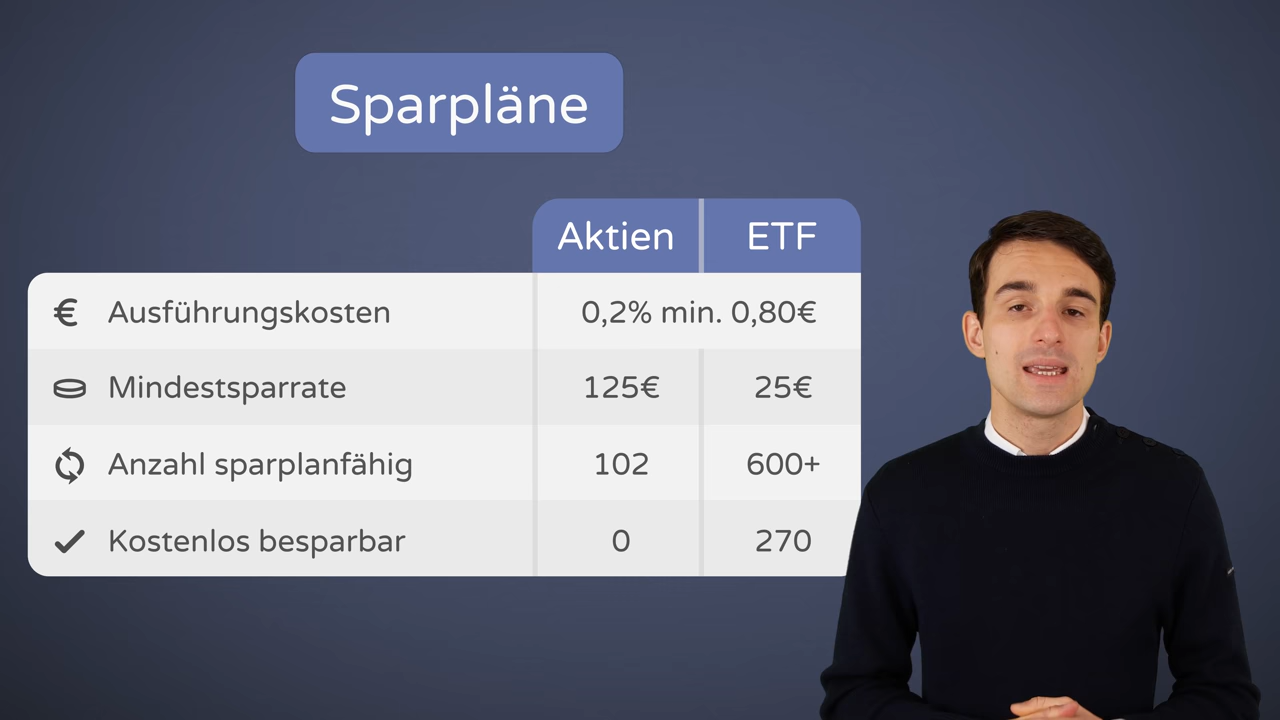 Sparpläne
Aktien ETF
€ Ausführungskosten 0,2% min. 0,80€
Mindestsparrate 125€ 25€
Anzahl sparplanfähig 102 600+
Kostenlos besparbar 0 270